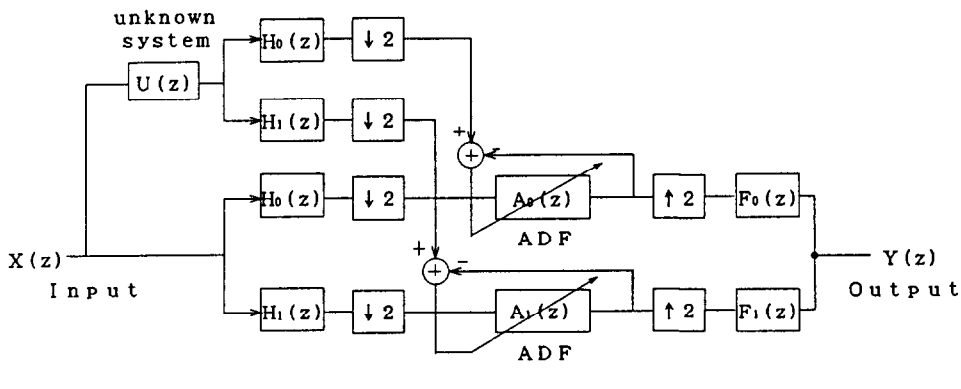 unknown
system
H₀(z) ↓2
U(z)
H₁(z) ↓2
+
+ -
H₀(z) ↓2 A₀(z) ↑2 F₀(z)
ADF
X(z) + Y(z)
+ -
Input Output
H₁(z) ↓2 A₁(z) ↑2 F₁(z)
ADF